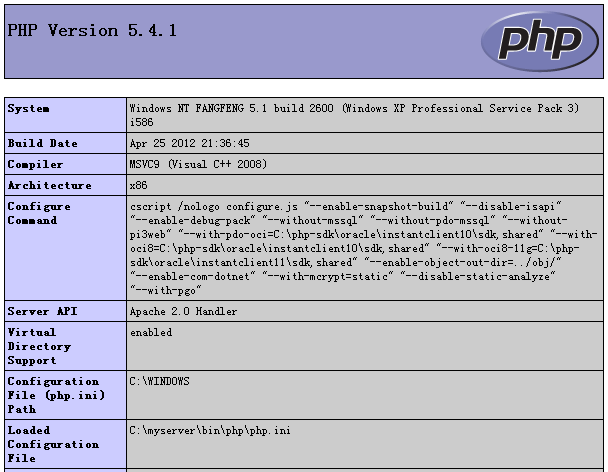 PHP Version 5.4.1
php
System
Windows NT FANGFENG 5.1 build 2600 (Windows XP Professional Service Pack 3)
i586
Build Date
Apr 25 2012 21:36:45
Compiler
MSVC9 (Visual C++ 2008)
Architecture
x86
Configure
Command
cscript /nologo configure.js "--enable-snapshot-build" "--disable-isapi"
"--enable-debug-pack" "--without-mssql" "--without-pdo-mssql" "--without-
pi3web" "--with-pdo-oci=C:\php-sdk\oracle\instantclient10\sdk,shared" "--with-
oci8=C:\php-sdk\oracle\instantclient10\sdk,shared" "--with-oci8-11g=C:\php-
sdk\oracle\instantclient11\sdk,shared" "--enable-object-out-dir=../obj/"
"--enable-com-dotnet" "--with-mcrypt=static" "--disable-static-analyze"
"--with-pgo"
Server API
Apache 2.0 Handler
Virtual
Directory
Support
enabled
Configuration
File (php.ini)
Path
C:\WINDOWS
Loaded
Configuration
File
C:\myserver\bin\php\php.ini